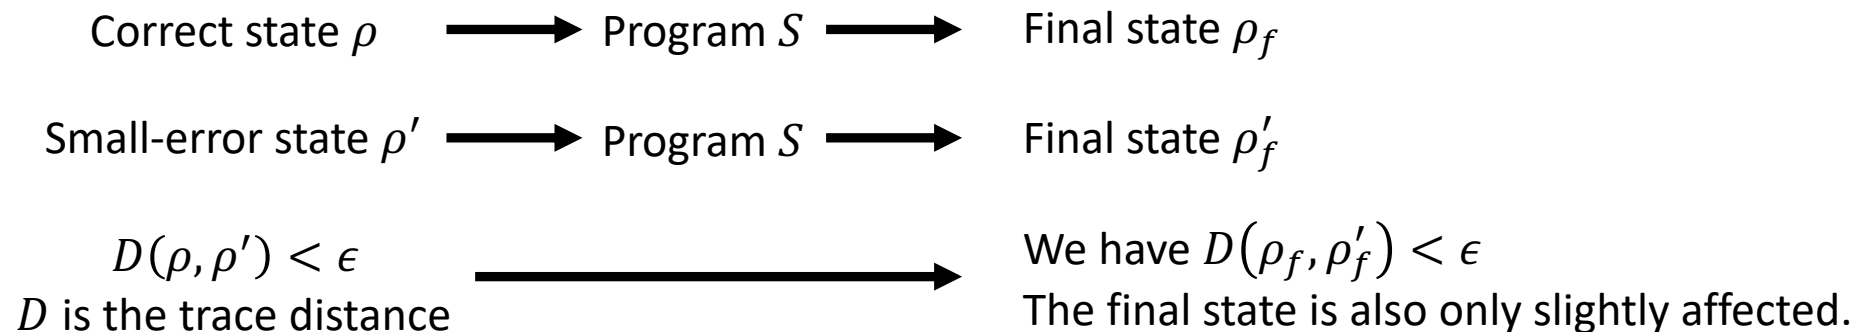 Correct state ρ Program S Final state ρ_f
Small-error state ρ′ Program S Final state ρ′_f
D(ρ, ρ′) < ϵ We have D(ρ_f, ρ′_f) < ϵ
D is the trace distance The final state is also only slightly affected.